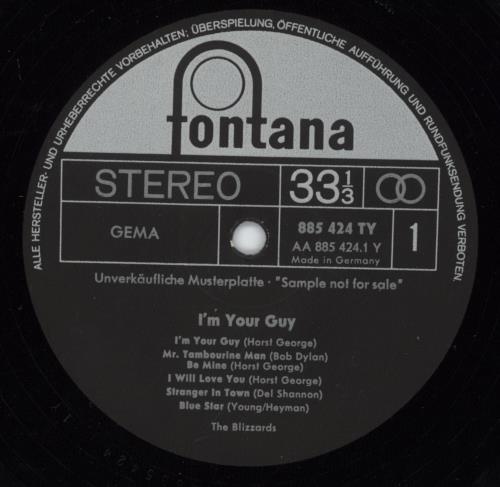 ALLE HERSTELLER- UND URHEBERRECHTE VORBEHALTEN; ÜBERSPIELUNG, ÖFFENTLICHE AUFFÜHRUNG UND RUNDFUNKSENDUNG VERBOTEN.
fontana
STEREO
33 1/3
GEMA
885 424 TY
AA 885 424.1 Y
Made in Germany
1
Unverkäufliche Musterplatte · "Sample not for sale"
I'm Your Guy
I'm Your Guy (Horst George)
Mr. Tambourine Man (Bob Dylan)
Be Mine (Horst George)
I Will Love You (Horst George)
Stranger In Town (Del Shannon)
Blue Star (Young/Heyman)
The Blizzards